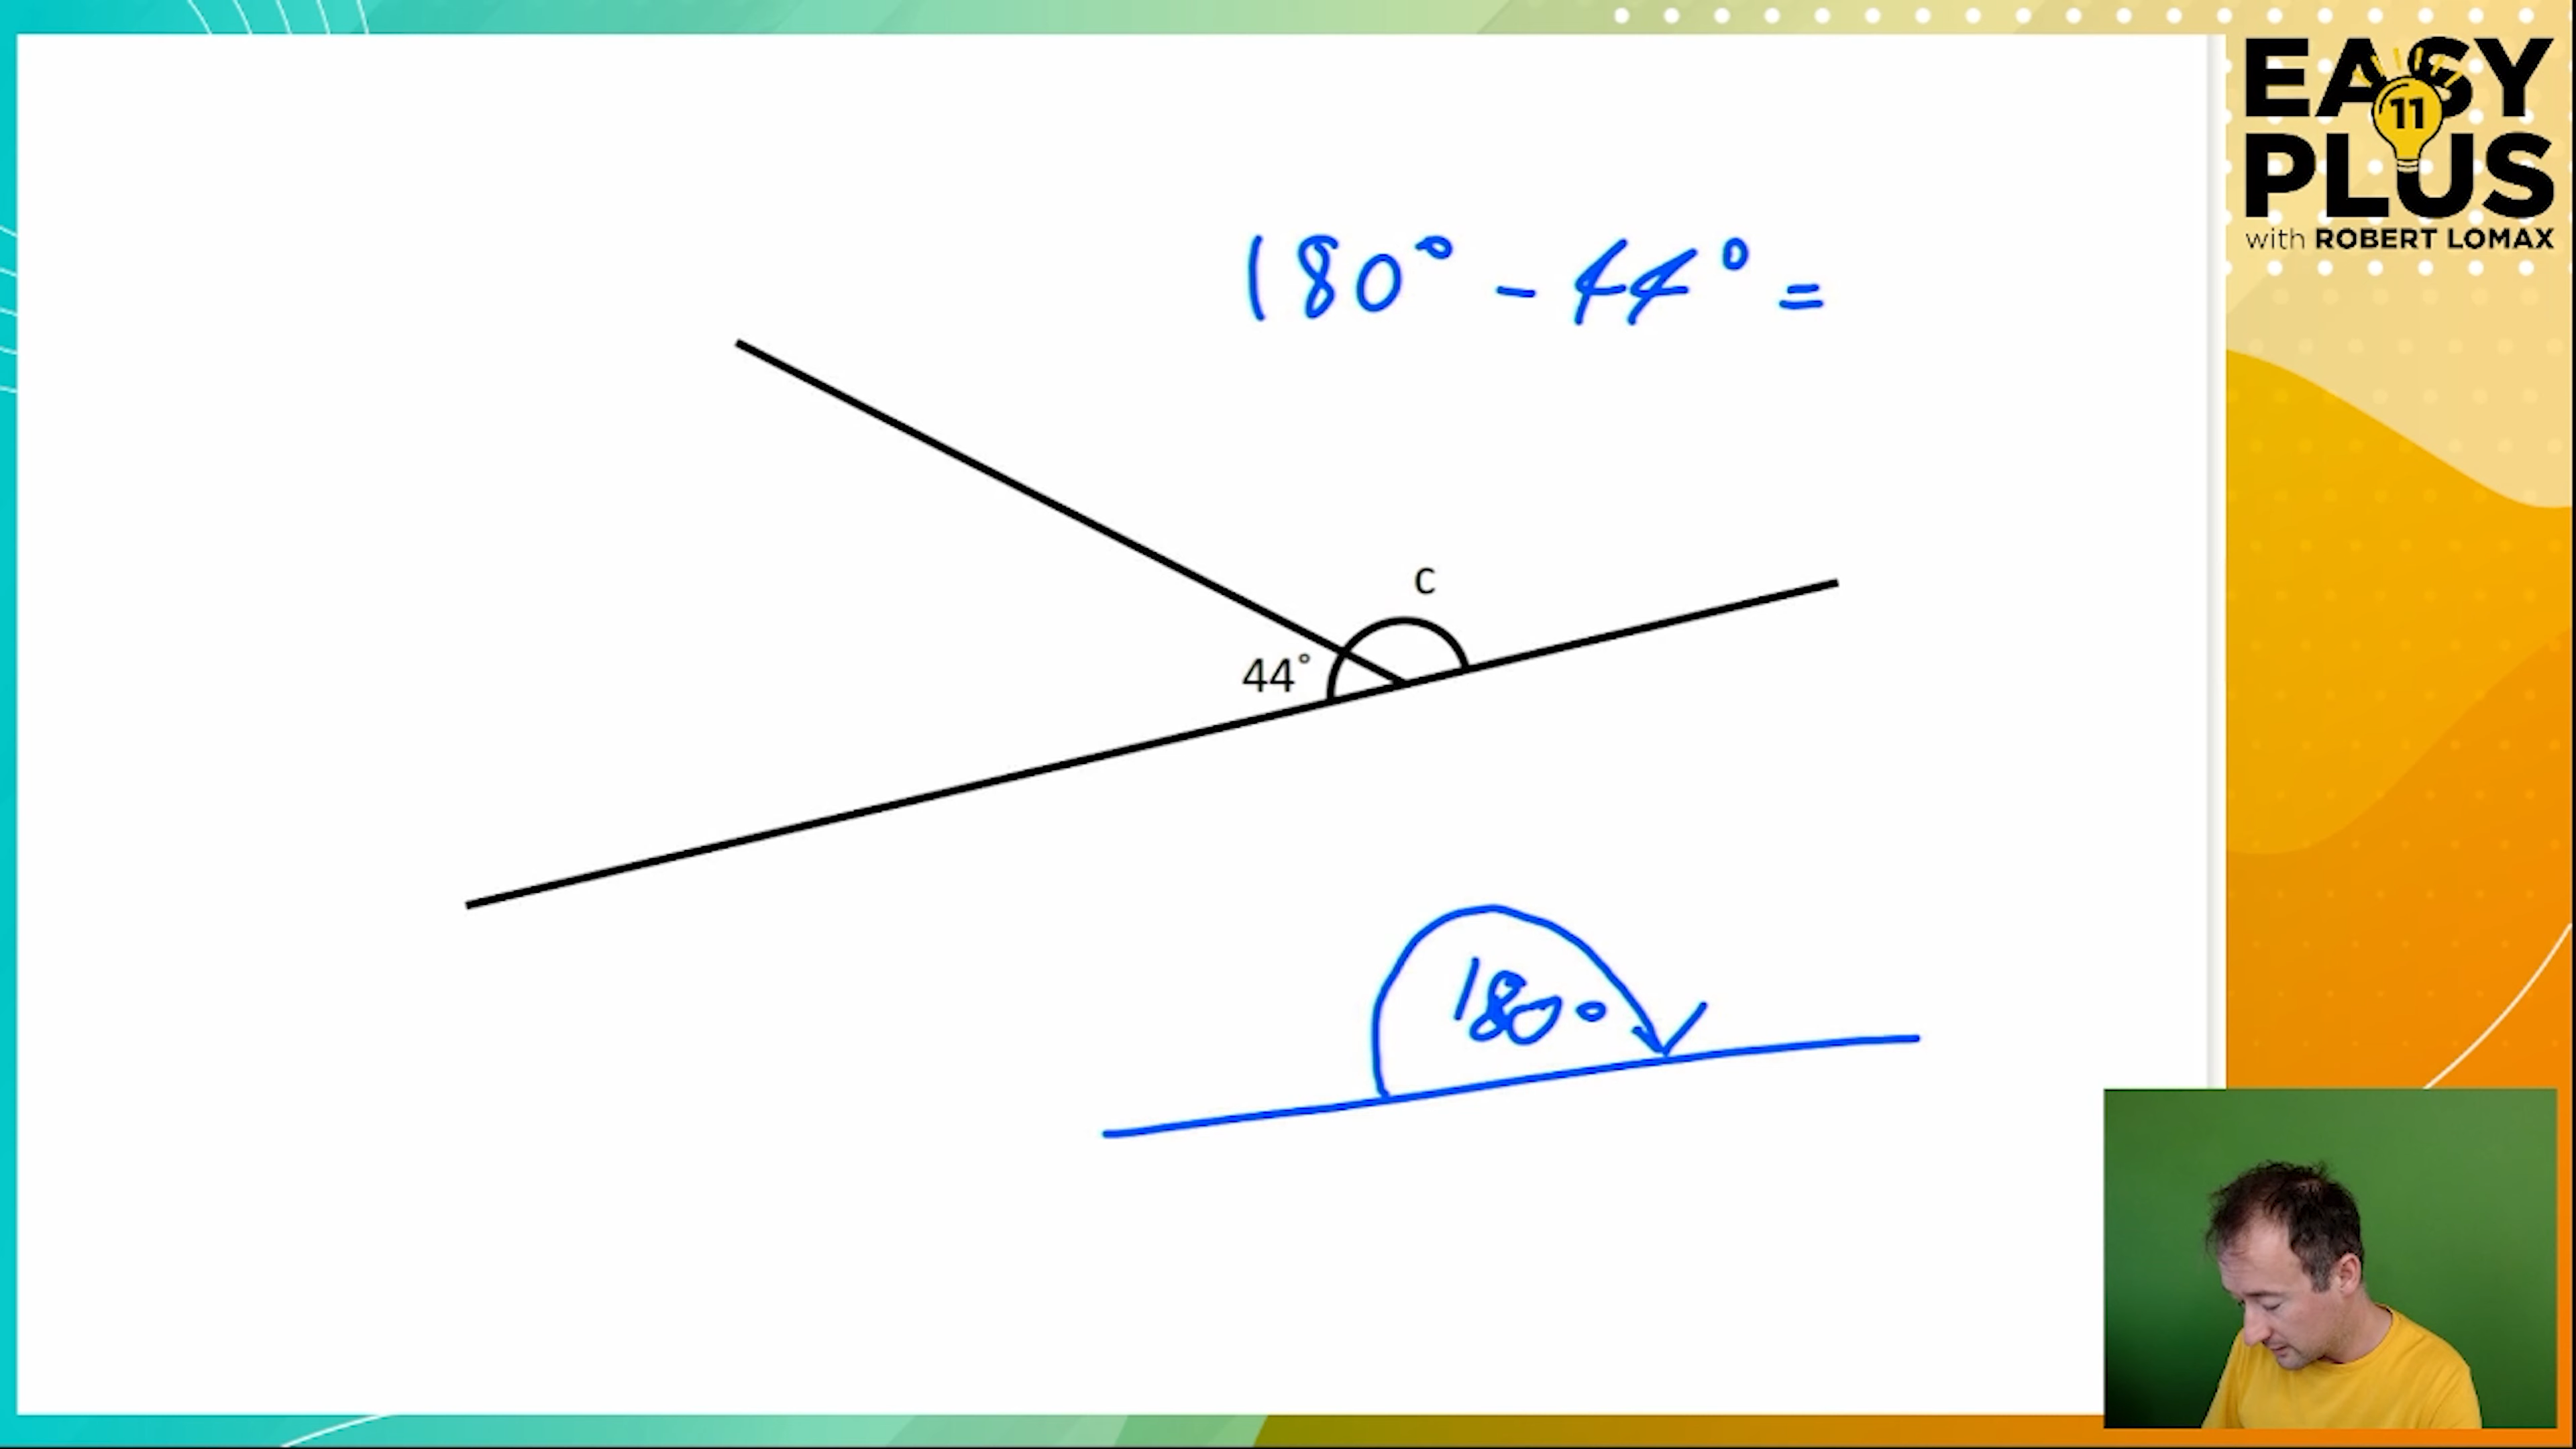 EASY
11
PLUS
with ROBERT LOMAX
180° - 44° =
c
44°
180°